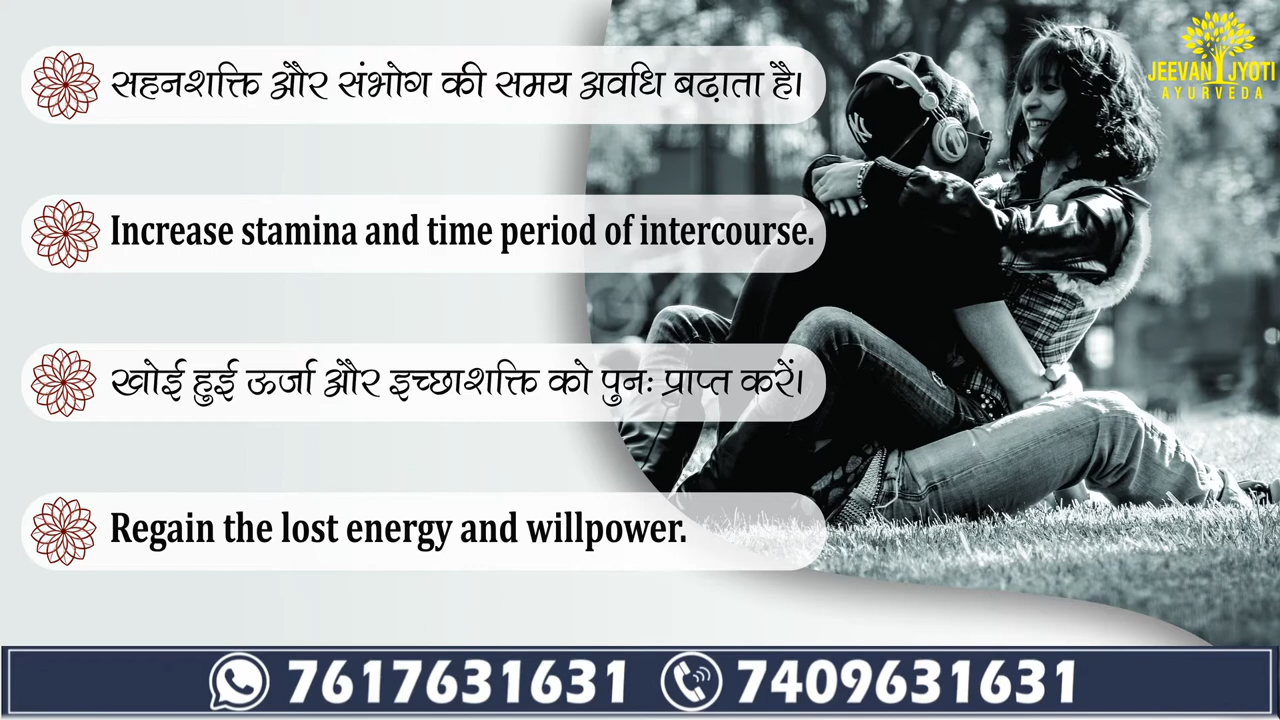 JEEVAN JYOTI
AYURVEDA
सहनशक्ति और संभोग की समय अवधि बढ़ाता है।
Increase stamina and time period of intercourse.
खोई हुई ऊर्जा और इच्छाशक्ति को पुनः प्राप्त करें।
Regain the lost energy and willpower.
7617631631 7409631631